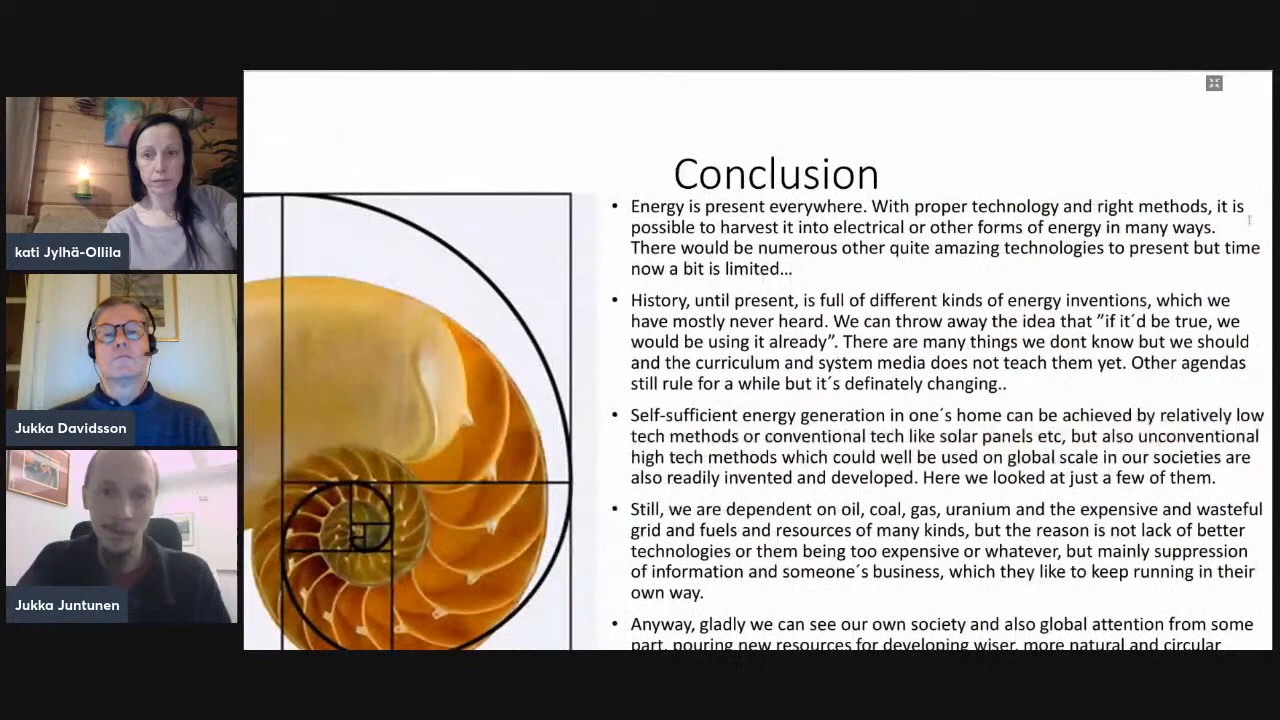 kati Jylhä-Ollila
Jukka Davidsson
Jukka Juntunen
Conclusion
• Energy is present everywhere. With proper technology and right methods, it is
possible to harvest it into electrical or other forms of energy in many ways.
There would be numerous other quite amazing technologies to present but time
now a bit is limited…
• History, until present, is full of different kinds of energy inventions, which we
have mostly never heard. We can throw away the idea that ”if it´d be true, we
would be using it already”. There are many things we dont know but we should
and the curriculum and system media does not teach them yet. Other agendas
still rule for a while but it´s definately changing..
• Self-sufficient energy generation in one´s home can be achieved by relatively low
tech methods or conventional tech like solar panels etc, but also unconventional
high tech methods which could well be used on global scale in our societies are
also readily invented and developed. Here we looked at just a few of them.
• Still, we are dependent on oil, coal, gas, uranium and the expensive and wasteful
grid and fuels and resources of many kinds, but the reason is not lack of better
technologies or them being too expensive or whatever, but mainly suppression
of information and someone´s business, which they like to keep running in their
own way.
• Anyway, gladly we can see our own society and also global attention from some
part, pouring new resources for developing wiser, more natural and circular